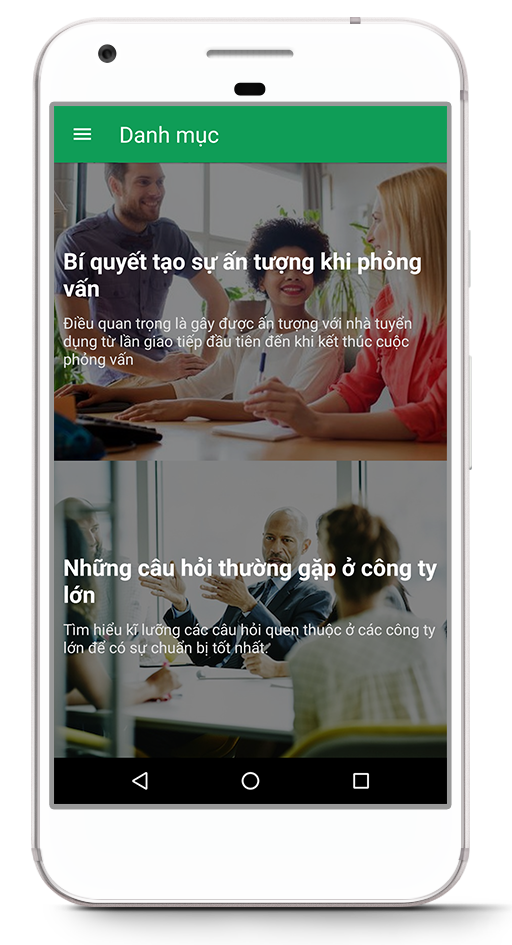 Danh mục
Bí quyết tạo sự ấn tượng khi phỏng
vấn
Điều quan trọng là gây được ấn tượng với nhà tuyển
dụng từ lần giao tiếp đầu tiên đến khi kết thúc cuộc
phỏng vấn
Những câu hỏi thường gặp ở công ty
lớn
Tìm hiểu kĩ lưỡng các câu hỏi quen thuộc ở các công ty
lớn để có sự chuẩn bị tốt nhất.